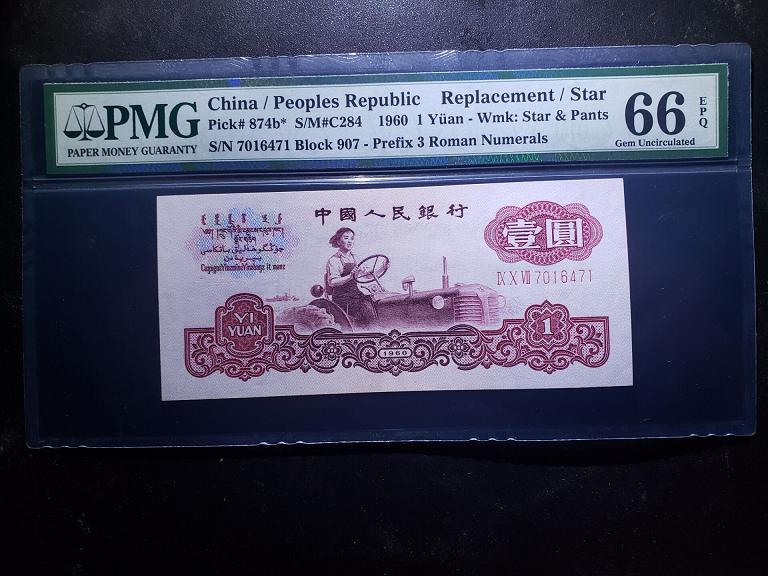 PMG
PAPER MONEY GUARANTY
China / Peoples Republic Replacement / Star
Pick# 874b* S/M#C284 1960 1 Yüan - Wmk: Star & Pants
S/N 7016471 Block 907 - Prefix 3 Roman Numerals
66 EPQ
Gem Uncirculated
中國人民銀行
壹圓
IX X VII 7016471
YI
YUAN
1960
1